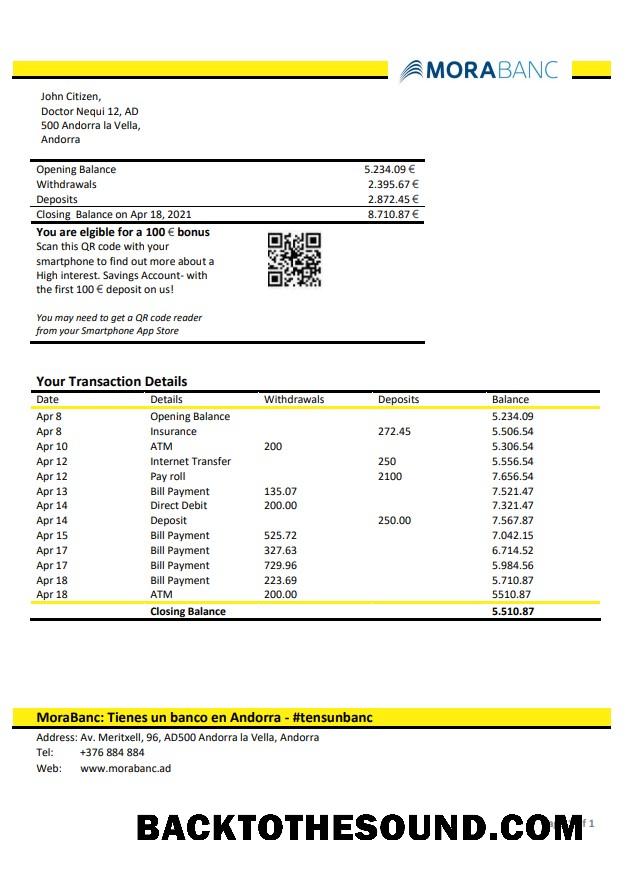 MORABANC
John Citizen,
Doctor Nequi 12, AD
500 Andorra la Vella,
Andorra
Opening Balance 5.234.09 €
Withdrawals 2.395.67 €
Deposits 2.872.45 €
Closing Balance on Apr 18, 2021 8.710.87 €
You are elgible for a 100 € bonus
Scan this QR code with your
smartphone to find out more about a
High interest. Savings Account- with
the first 100 € deposit on us!
You may need to get a QR code reader
from your Smartphone App Store
Your Transaction Details
Date Details Withdrawals Deposits Balance
Apr 8 Opening Balance 5.234.09
Apr 8 Insurance 272.45 5.506.54
Apr 10 ATM 200 5.306.54
Apr 12 Internet Transfer 250 5.556.54
Apr 12 Pay roll 2100 7.656.54
Apr 13 Bill Payment 135.07 7.521.47
Apr 14 Direct Debit 200.00 7.321.47
Apr 14 Deposit 250.00 7.567.87
Apr 15 Bill Payment 525.72 7.042.15
Apr 17 Bill Payment 327.63 6.714.52
Apr 17 Bill Payment 729.96 5.984.56
Apr 18 Bill Payment 223.69 5.710.87
Apr 18 ATM 200.00 5510.87
Closing Balance 5.510.87
MoraBanc: Tienes un banco en Andorra - #tensunbanc
Address: Av. Meritxell, 96, AD500 Andorra la Vella, Andorra
Tel: +376 884 884
Web: www.morabanc.ad
BACKTOTHESOUND.COM
1